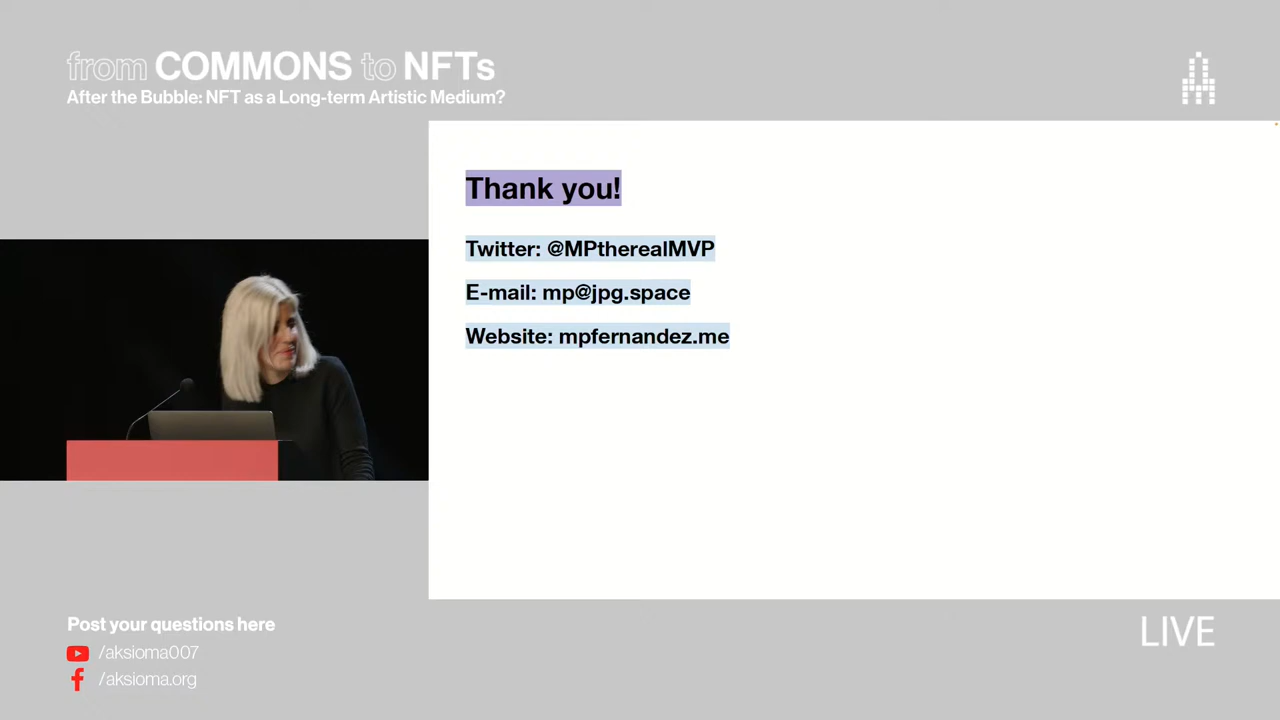 from COMMONS to NFTs
After the Bubble: NFT as a Long-term Artistic Medium?
Thank you!
Twitter: @MPtherealMVP
E-mail: mp@jpg.space
Website: mpfernandez.me
Post your questions here
/aksioma007
/aksioma.org
LIVE